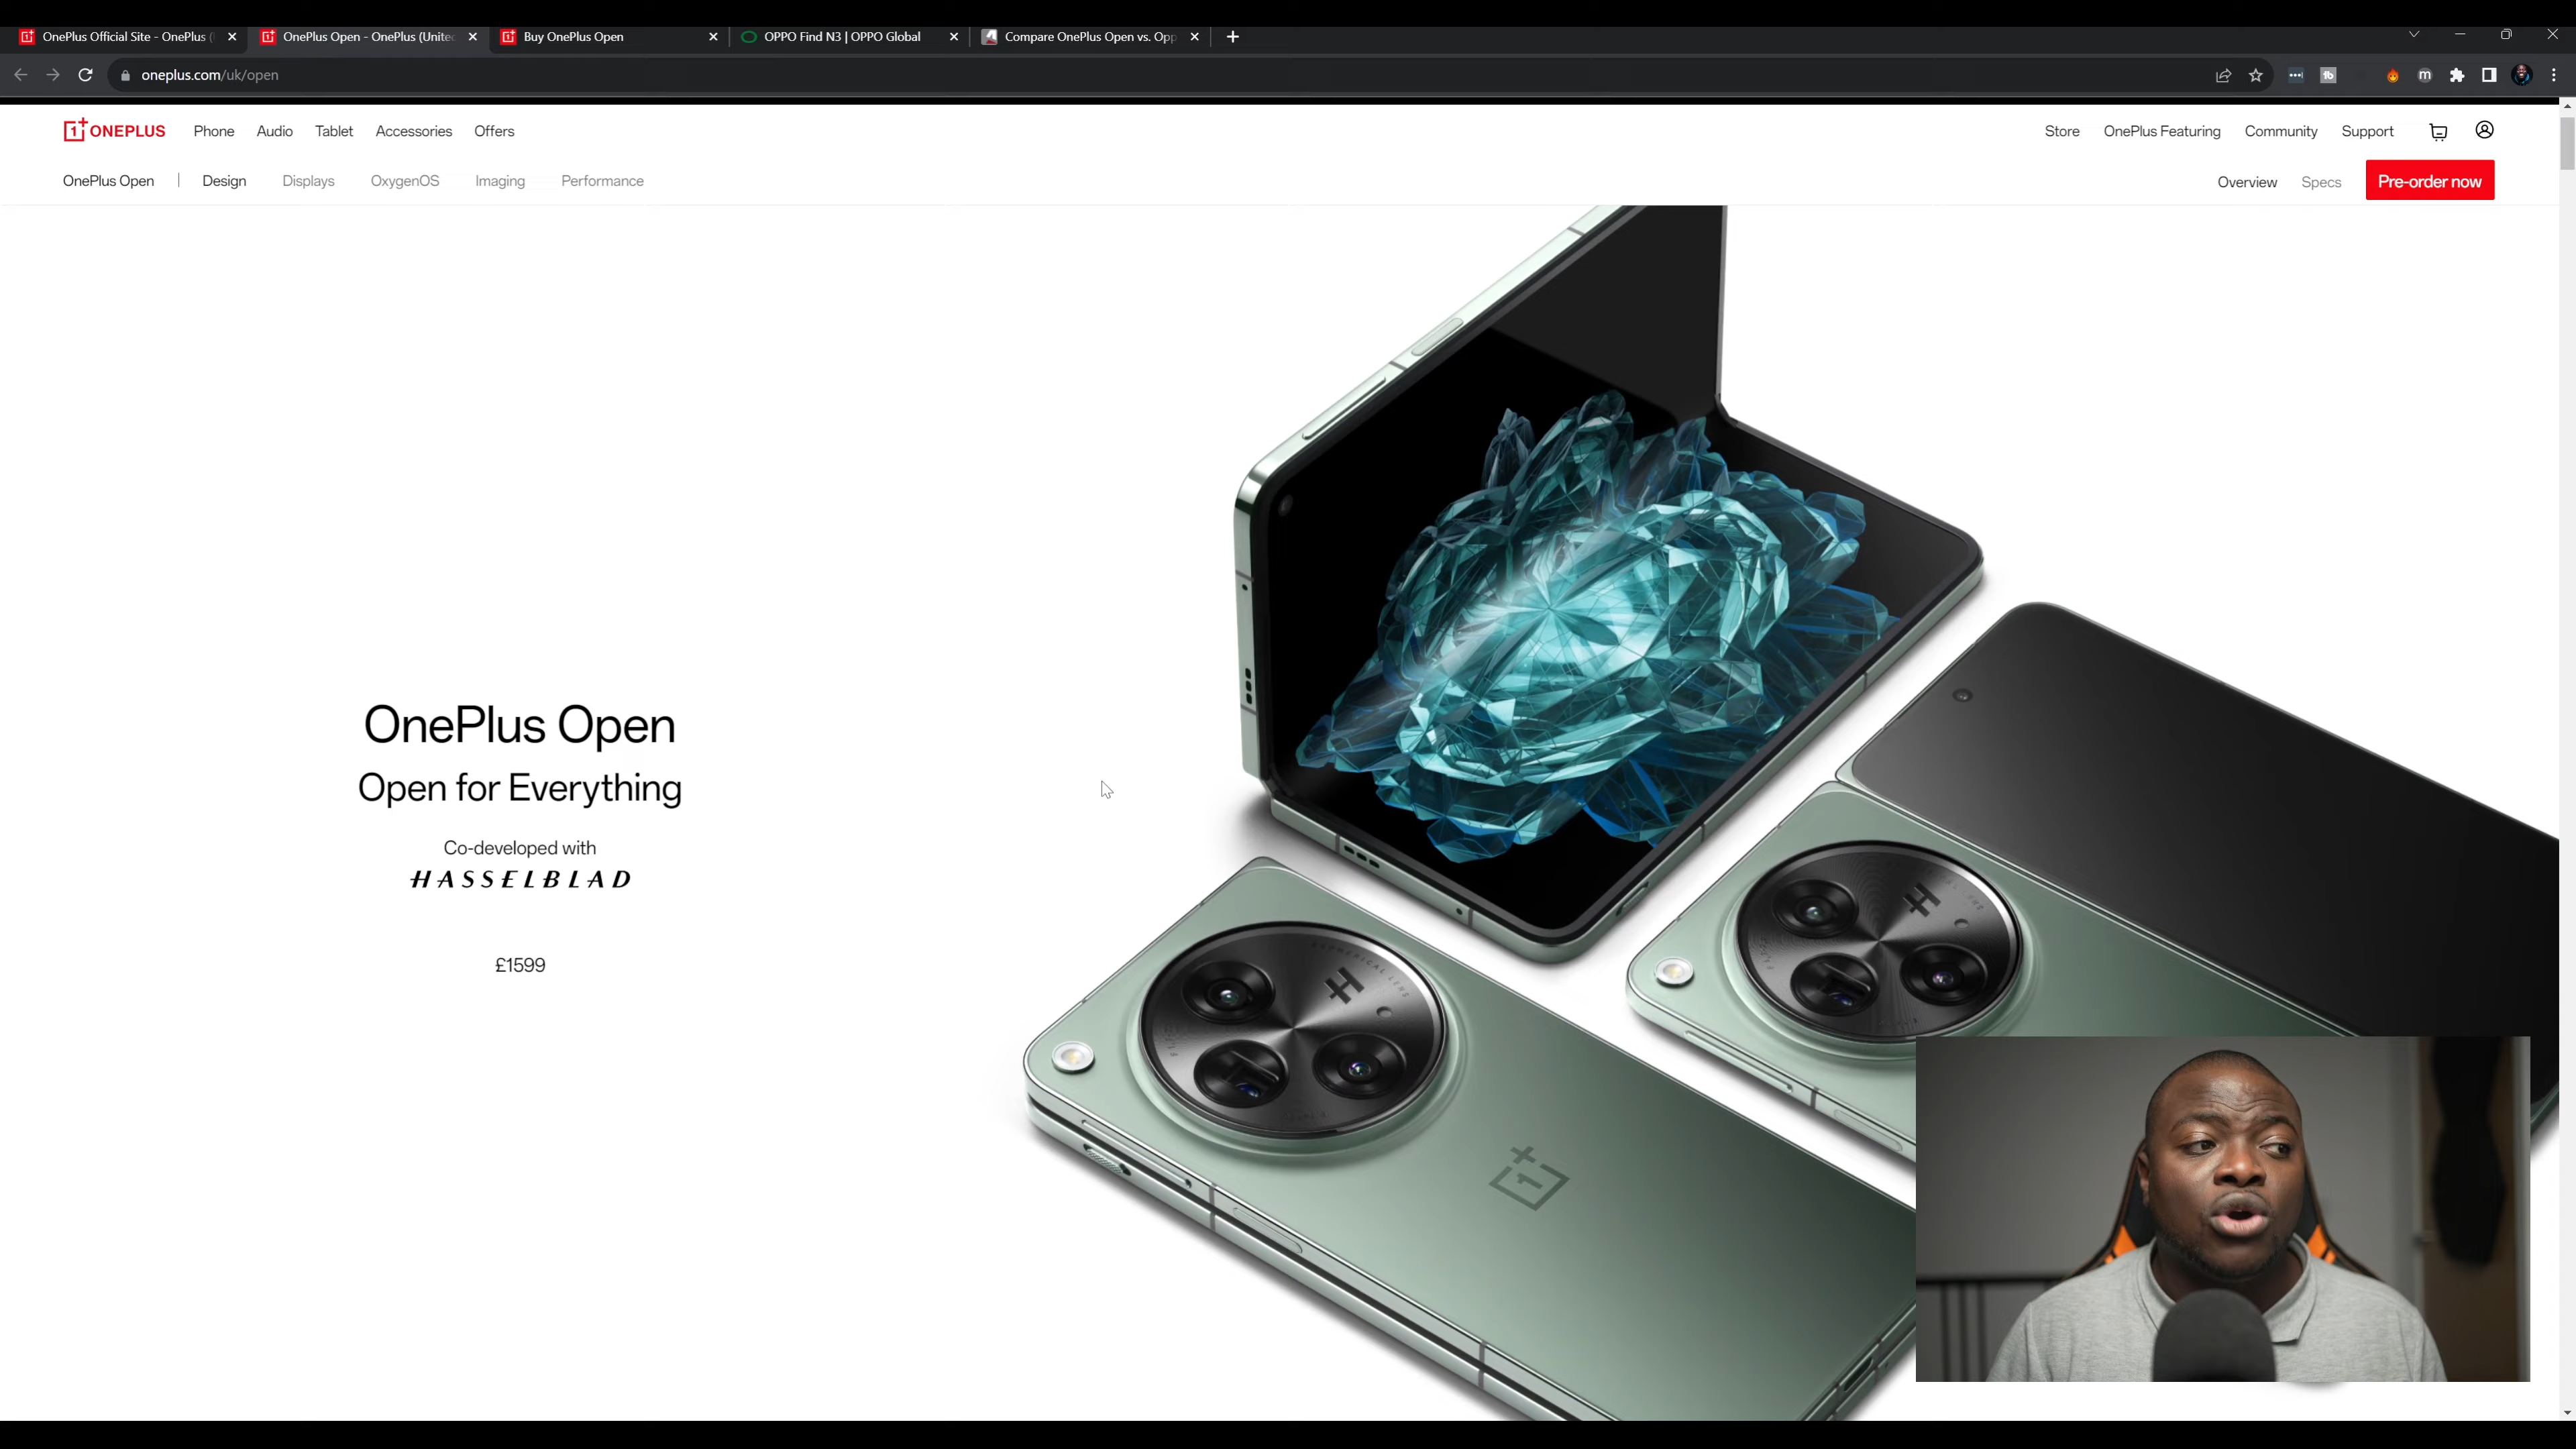 OnePlus Official Site - OnePlus (
OnePlus Open - OnePlus (United
Buy OnePlus Open
OPPO Find N3 | OPPO Global
Compare OnePlus Open vs. Opp
oneplus.com/uk/open
ONEPLUS Phone Audio Tablet Accessories Offers
Store OnePlus Featuring Community Support
OnePlus Open | Design Displays OxygenOS Imaging Performance
Overview Specs Pre-order now
OnePlus Open
Open for Everything
Co-developed with
HASSELBLAD
£1599